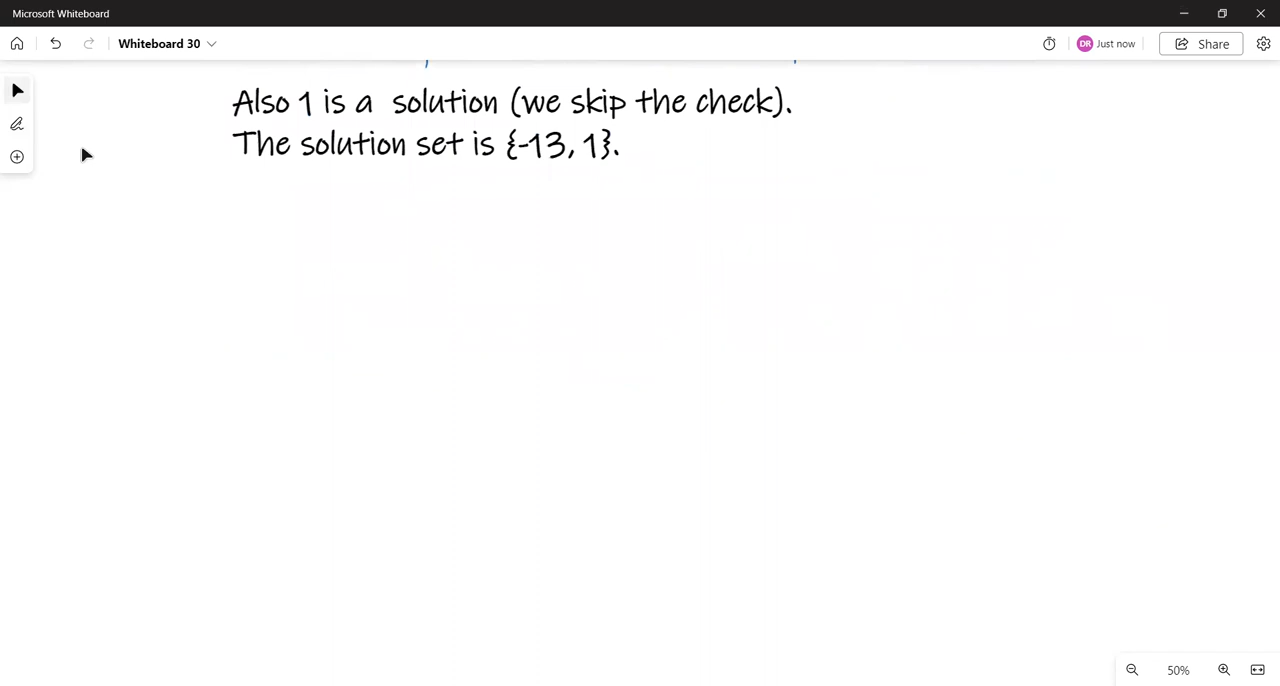 Microsoft Whiteboard
Whiteboard 30
DR Just now
Share
Also 1 is a solution (we skip the check).
The solution set is {-13, 1}.
50%